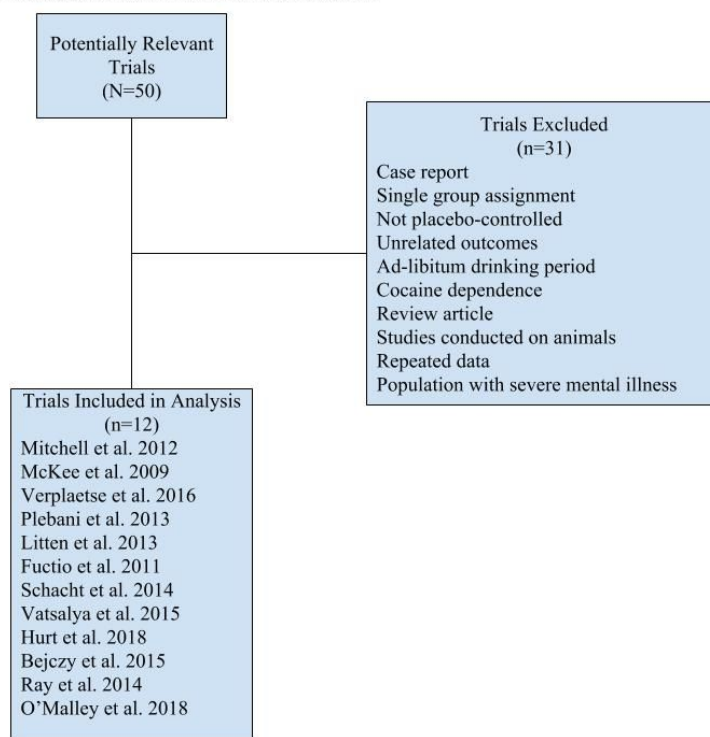 Potentially Relevant
Trials
(N=50)
Trials Excluded
(n=31)
Case report
Single group assignment
Not placebo-controlled
Unrelated outcomes
Ad-libitum drinking period
Cocaine dependence
Review article
Studies conducted on animals
Repeated data
Population with severe mental illness
Trials Included in Analysis
(n=12)
Mitchell et al. 2012
McKee et al. 2009
Verplaetse et al. 2016
Plebani et al. 2013
Litten et al. 2013
Fuctio et al. 2011
Schacht et al. 2014
Vatsalya et al. 2015
Hurt et al. 2018
Bejczy et al. 2015
Ray et al. 2014
O'Malley et al. 2018